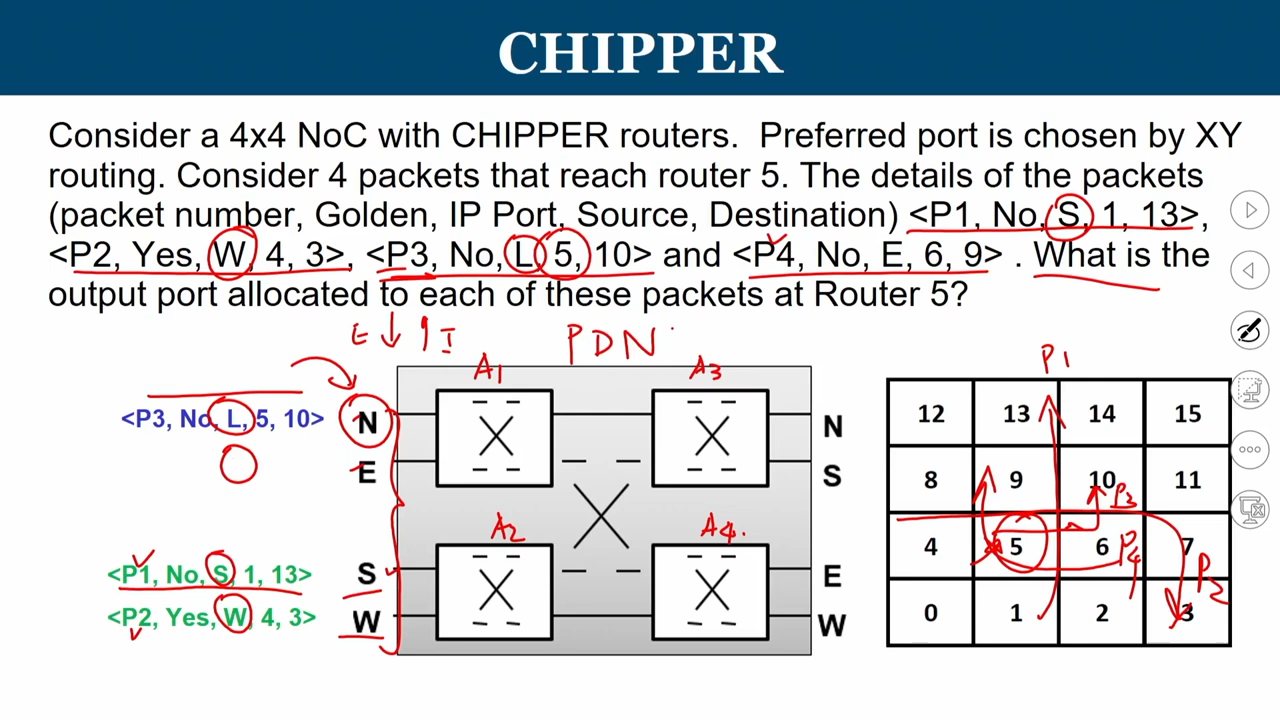 CHIPPER
Consider a 4x4 NoC with CHIPPER routers. Preferred port is chosen by XY
routing. Consider 4 packets that reach router 5. The details of the packets
(packet number, Golden, IP Port, Source, Destination) <P1, No, S, 1, 13>,
<P2, Yes, W, 4, 3>, <P3, No, L, 5, 10> and <P4, No, E, 6, 9> . What is the
output port allocated to each of these packets at Router 5?
E I PDN
A1 A3
<P3, No, L, 5, 10>
N
E
A2 A4
<P1, No, S, 1, 13>
<P2, Yes, W, 4, 3>
S
W
N
S
E
W
P1
12 13 14 15
8 9 10 11
P3
4 5 6 7
P4 P2
0 1 2 3